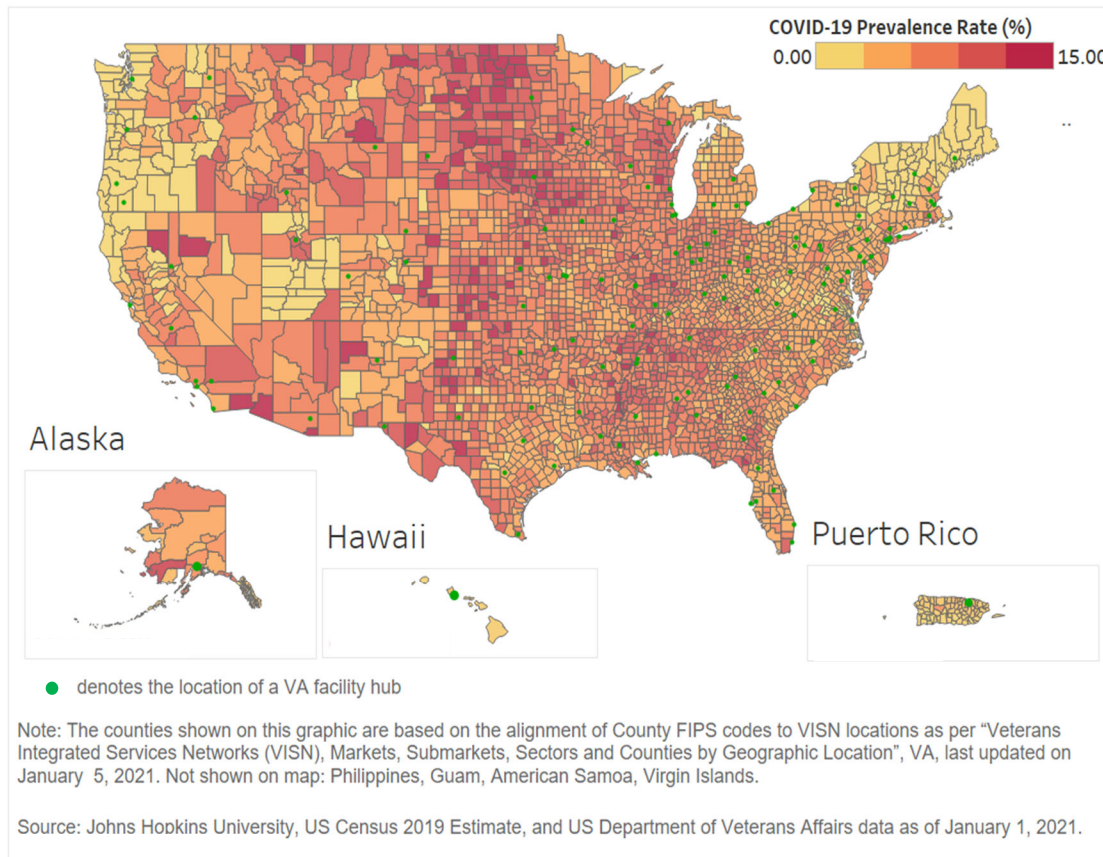 COVID-19 Prevalence Rate (%)
0.00 15.00
..
Alaska
Hawaii
Puerto Rico
denotes the location of a VA facility hub
Note: The counties shown on this graphic are based on the alignment of County FIPS codes to VISN locations as per “Veterans
Integrated Services Networks (VISN), Markets, Submarkets, Sectors and Counties by Geographic Location”, VA, last updated on
January 5, 2021. Not shown on map: Philippines, Guam, American Samoa, Virgin Islands.
Source: Johns Hopkins University, US Census 2019 Estimate, and US Department of Veterans Affairs data as of January 1, 2021.